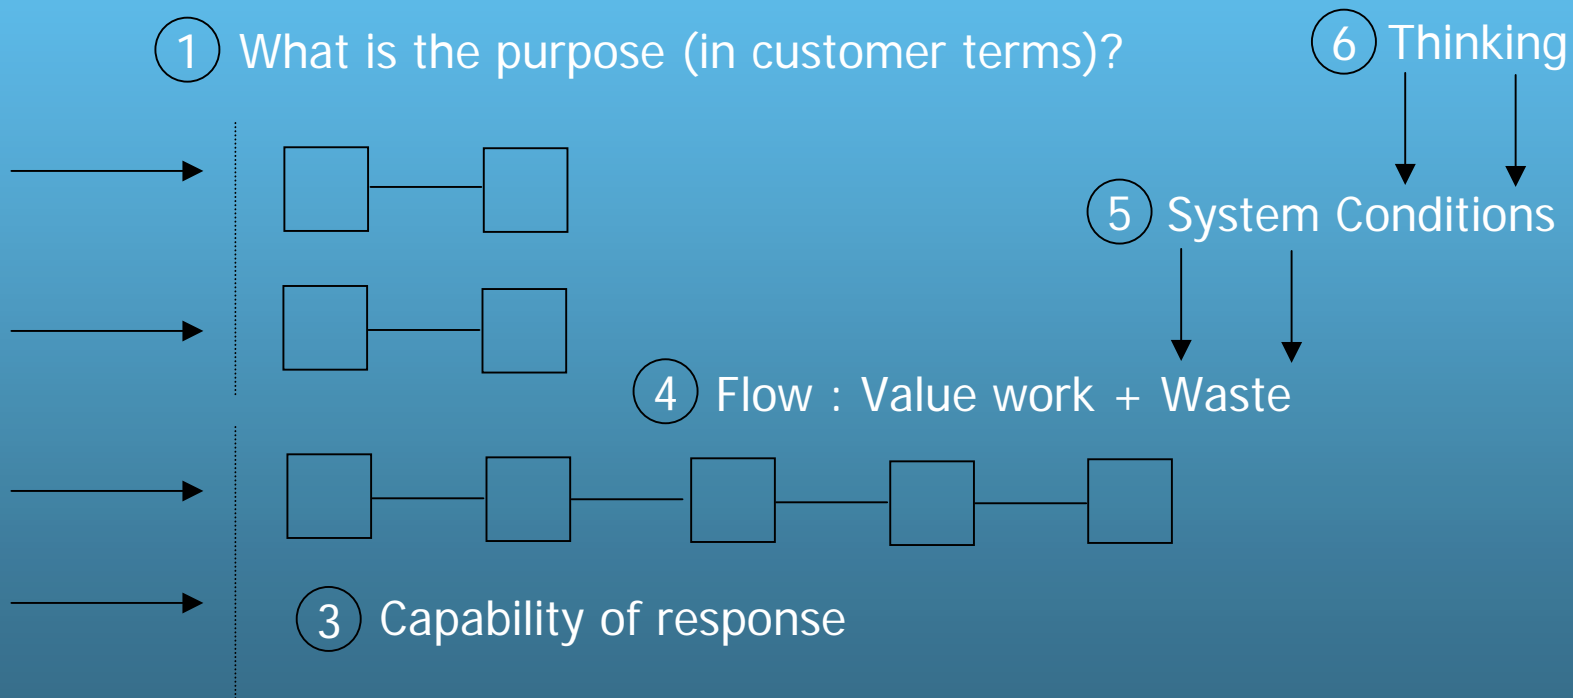 1 What is the purpose (in customer terms)?
6 Thinking
5 System Conditions
4 Flow : Value work + Waste
3 Capability of response